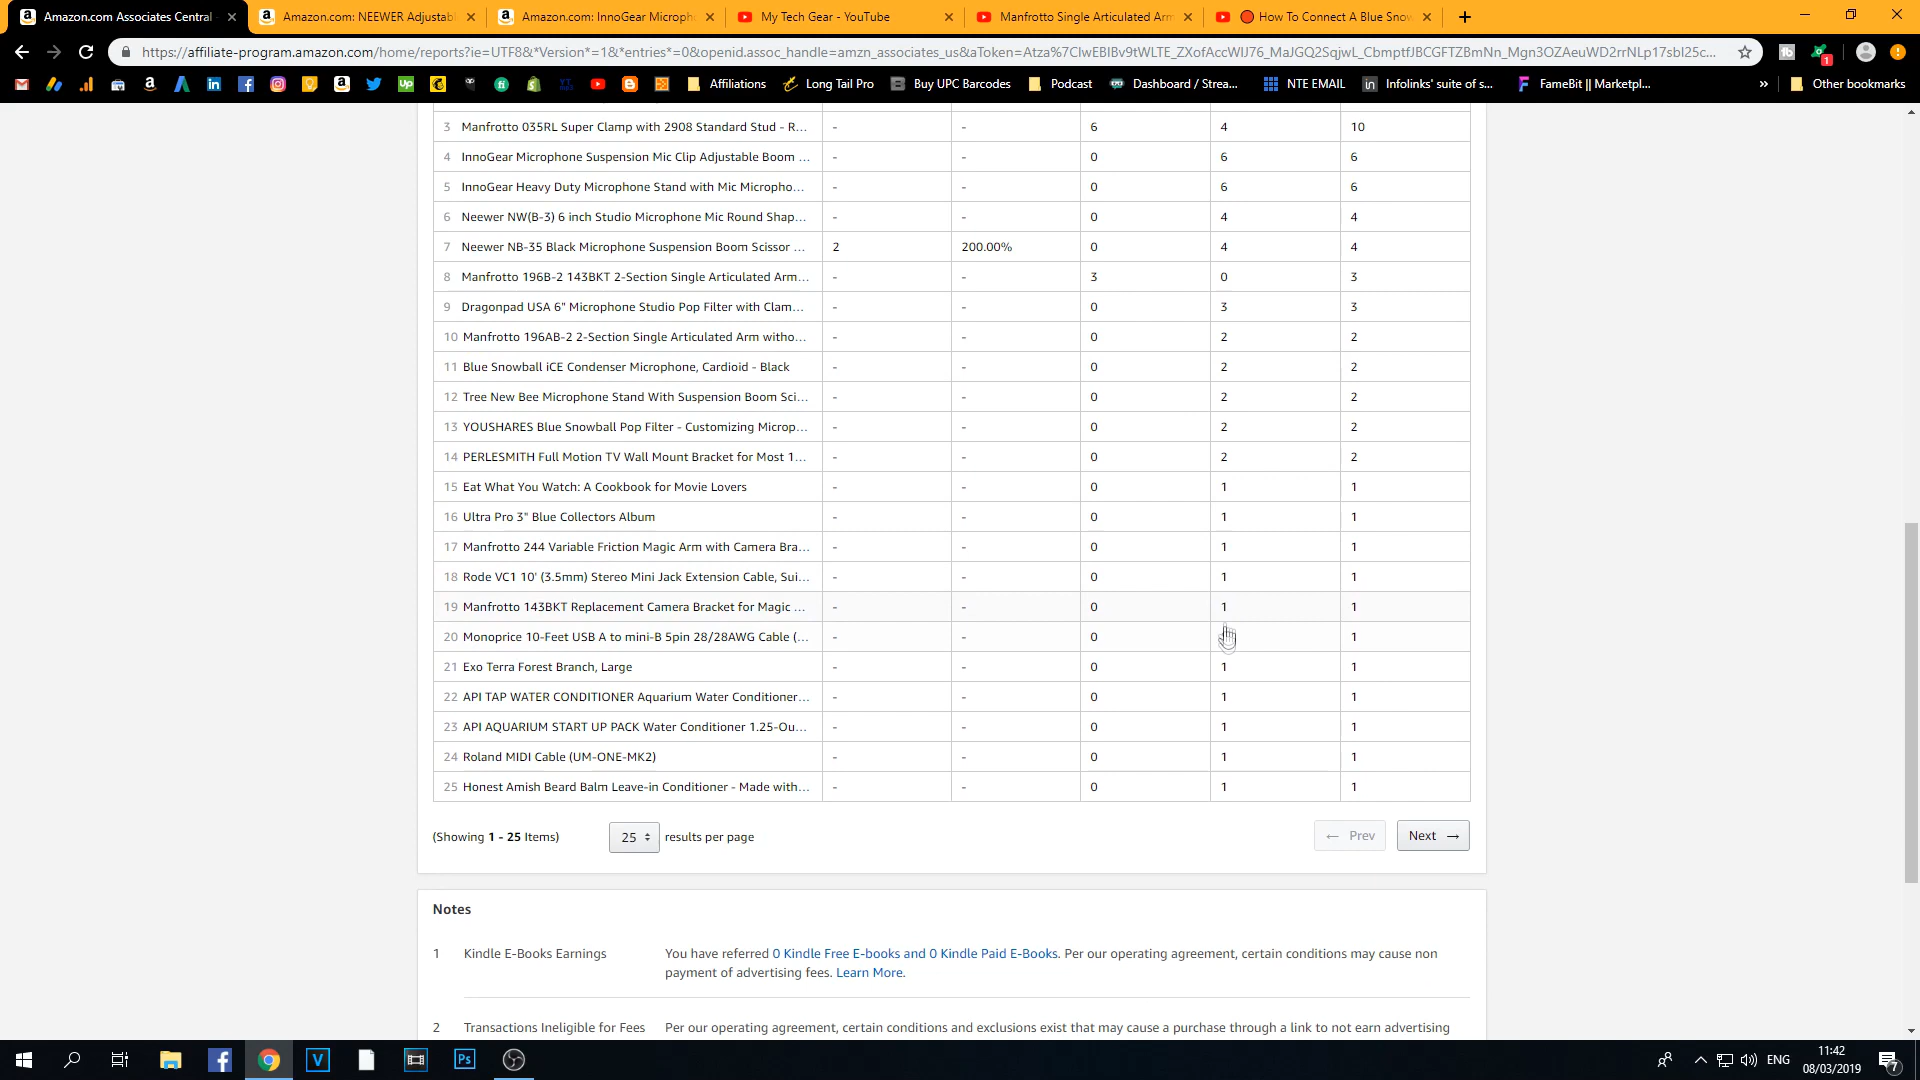 Amazon.com Associates Central
Amazon.com: NEEWER Adjustabl
Amazon.com: InnoGear Microph
My Tech Gear - YouTube
Manfrotto Single Articulated Arm
How To Connect A Blue Snow
https://affiliate-program.amazon.com/home/reports?ie=UTF8&*Version*=1&*entries*=0&openid.assoc_handle=amzn_associates_us&aToken=
Affiliations
Long Tail Pro
Buy UPC Barcodes
Podcast
Dashboard / Strea...
NTE EMAIL
Infolinks' suite of s...
FameBit || Marketpl...
»
Other bookmarks
3 Manfrotto 035RL Super Clamp with 2908 Standard Stud - R... - - 6 4 10
4 InnoGear Microphone Suspension Mic Clip Adjustable Boom ... - - 0 6 6
5 InnoGear Heavy Duty Microphone Stand with Mic Micropho... - - 0 6 6
6 Neewer NW(B-3) 6 inch Studio Microphone Mic Round Shap... - - 0 4 4
7 Neewer NB-35 Black Microphone Suspension Boom Scissor ... 2 200.00% 0 4 4
8 Manfrotto 196B-2 143BKT 2-Section Single Articulated Arm... - - 3 0 3
9 Dragonpad USA 6" Microphone Studio Pop Filter with Clam... - - 0 3 3
10 Manfrotto 196AB-2 2-Section Single Articulated Arm witho... - - 0 2 2
11 Blue Snowball iCE Condenser Microphone, Cardioid - Black - - 0 2 2
12 Tree New Bee Microphone Stand With Suspension Boom Sci... - - 0 2 2
13 YOUSHARES Blue Snowball Pop Filter - Customizing Microp... - - 0 2 2
14 PERLESMITH Full Motion TV Wall Mount Bracket for Most 1... - - 0 2 2
15 Eat What You Watch: A Cookbook for Movie Lovers - - 0 1 1
16 Ultra Pro 3" Blue Collectors Album - - 0 1 1
17 Manfrotto 244 Variable Friction Magic Arm with Camera Bra... - - 0 1 1
18 Rode VC1 10' (3.5mm) Stereo Mini Jack Extension Cable, Sui... - - 0 1 1
19 Manfrotto 143BKT Replacement Camera Bracket for Magic ... - - 0 1 1
20 Monoprice 10-Feet USB A to mini-B 5pin 28/28AWG Cable (... - - 0 1
21 Exo Terra Forest Branch, Large - - 0 1 1
22 API TAP WATER CONDITIONER Aquarium Water Conditioner... - - 0 1 1
23 API AQUARIUM START UP PACK Water Conditioner 1.25-Ou... - - 0 1 1
24 Roland MIDI Cable (UM-ONE-MK2) - - 0 1 1
25 Honest Amish Beard Balm Leave-in Conditioner - Made with... - - 0 1 1
(Showing 1 - 25 Items) 25 results per page ← Prev Next →
Notes
1 Kindle E-Books Earnings You have referred 0 Kindle Free E-books and 0 Kindle Paid E-Books. Per our operating agreement, certain conditions may cause non
payment of advertising fees. Learn More.
2 Transactions Ineligible for Fees Per our operating agreement, certain conditions and exclusions exist that may cause a purchase through a link to not earn advertising
ENG
11:42
08/03/2019
7